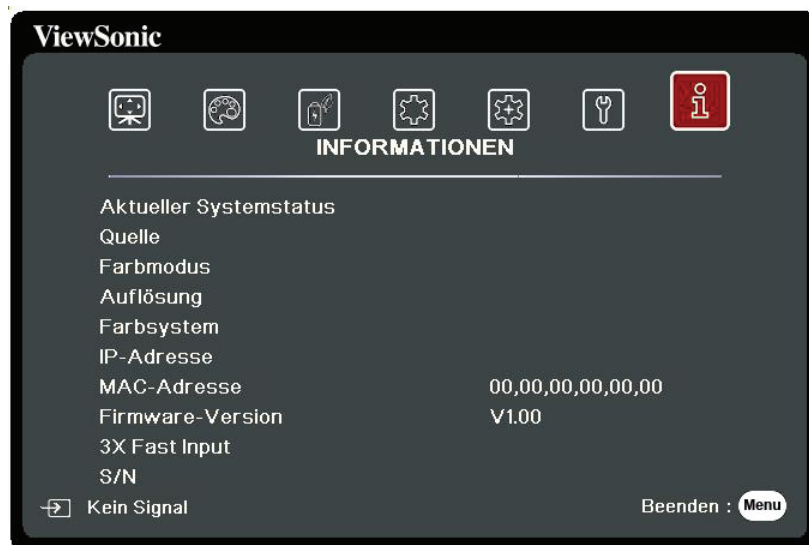 ViewSonic
INFORMATIONEN
Aktueller Systemstatus
Quelle
Farbmodus
Auflösung
Farbsystem
IP-Adresse
MAC-Adresse 00,00,00,00,00,00
Firmware-Version V1.00
3X Fast Input
S/N
Kein Signal Beenden : Menu